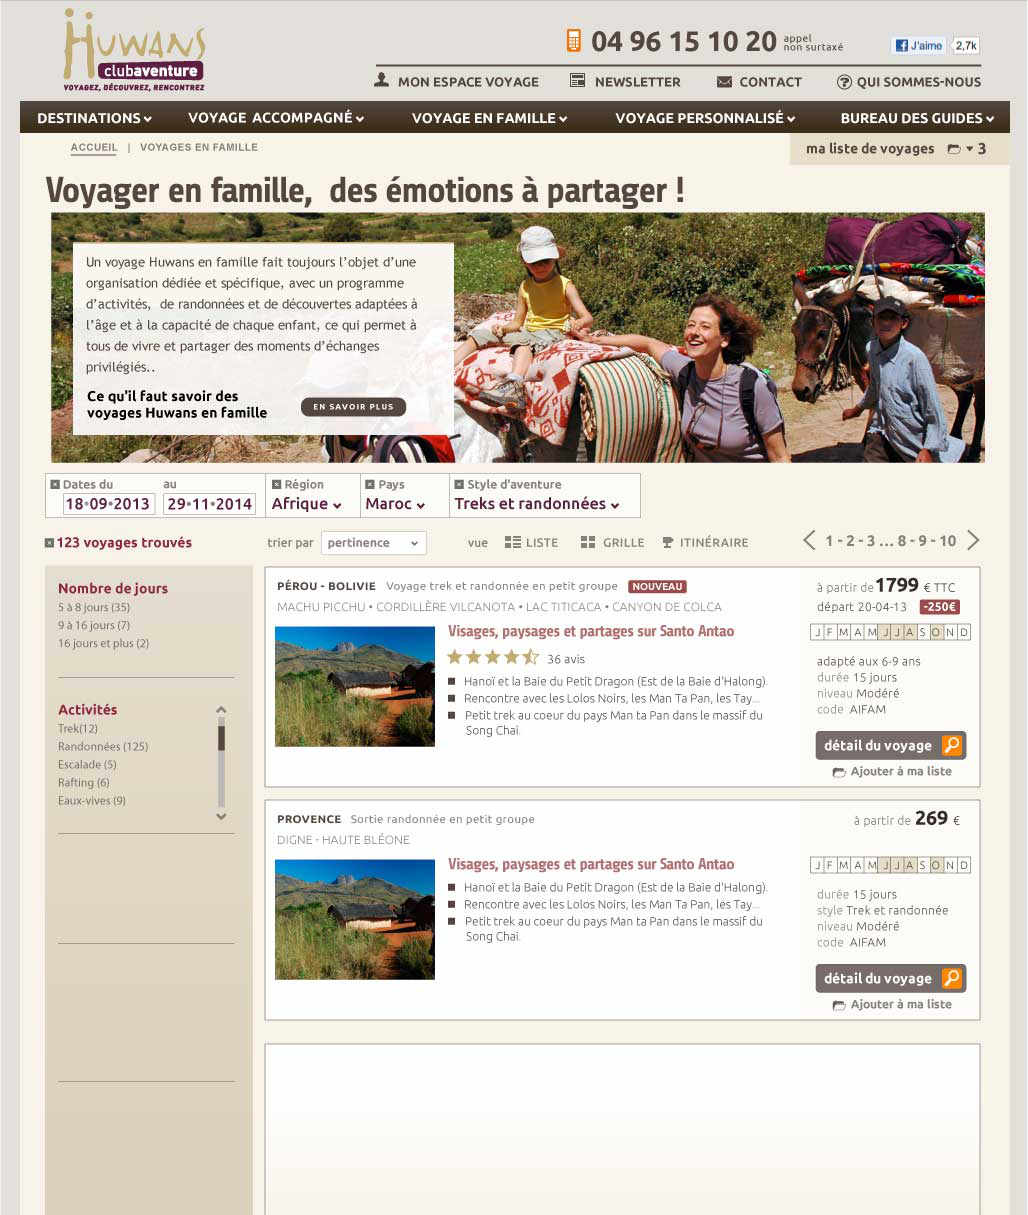 HUWANS
clubaventure
VOYAGEZ, DÉCOUVREZ, RENCONTREZ
04 96 15 10 20 appel non surtaxé
J'aime 2,7k
MON ESPACE VOYAGE NEWSLETTER CONTACT QUI SOMMES-NOUS
DESTINATIONS VOYAGE ACCOMPAGNÉ VOYAGE EN FAMILLE VOYAGE PERSONNALISÉ BUREAU DES GUIDES
ACCUEIL | VOYAGES EN FAMILLE
ma liste de voyages 3
Voyager en famille, des émotions à partager !
Un voyage Huwans en famille fait toujours l'objet d'une
organisation dédiée et spécifique, avec un programme
d'activités, de randonnées et de découvertes adaptées à
l'âge et à la capacité de chaque enfant, ce qui permet à
tous de vivre et partager des moments d'échanges
privilégiés..
Ce qu'il faut savoir des
voyages Huwans en famille
EN SAVOIR PLUS
Dates du au Région Pays Style d'aventure
18•09•2013 29•11•2014 Afrique Maroc Treks et randonnées
123 voyages trouvés
trier par pertinence
vue LISTE GRILLE ITINÉRAIRE
1 - 2 - 3 ... 8 - 9 - 10
Nombre de jours
5 à 8 jours (35)
9 à 16 jours (7)
16 jours et plus (2)
Activités
Trek(12)
Randonnées (125)
Escalade (5)
Rafting (6)
Eaux-vives (9)
PÉROU - BOLIVIE Voyage trek et randonnée en petit groupe NOUVEAU
MACHU PICCHU • CORDILLÈRE VILCANOTA • LAC TITICACA • CANYON DE COLCA
Visages, paysages et partages sur Santo Antao
36 avis
Hanoï et la Baie du Petit Dragon (Est de la Baie d'Halong).
Rencontre avec les Lolos Noirs, les Man Ta Pan, les Tay...
Petit trek au coeur du pays Man ta Pan dans le massif du
Song Chai.
à partir de 1799 € TTC
départ 20-04-13 -250€
J F M A M J J A S O N D
adapté aux 6-9 ans
durée 15 jours
niveau Modéré
code AIFAM
détail du voyage
Ajouter à ma liste
PROVENCE Sortie randonnée en petit groupe
DIGNE - HAUTE BLÉONE
Visages, paysages et partages sur Santo Antao
Hanoï et la Baie du Petit Dragon (Est de la Baie d'Halong).
Rencontre avec les Lolos Noirs, les Man Ta Pan, les Tay...
Petit trek au coeur du pays Man ta Pan dans le massif du
Song Chai.
à partir de 269 €
J F M A M J J A S O N D
durée 15 jours
style Trek et randonnée
niveau Modéré
code AIFAM
détail du voyage
Ajouter à ma liste